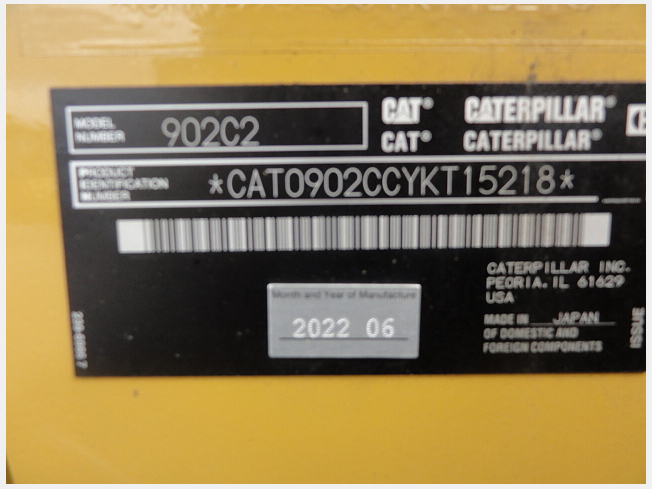 MODEL
NUMBER
902C2
CAT® CATERPILLAR®
CAT® CATERPILLAR®
PRODUCT
IDENTIFICATION
NUMBER
*CAT0902CCYKT15218*
CATERPILLAR INC.
PEORIA, IL 61629
USA
Month and Year of Manufacture
2022 06
MADE IN JAPAN
OF DOMESTIC AND
FOREIGN COMPONENTS
ISSUE